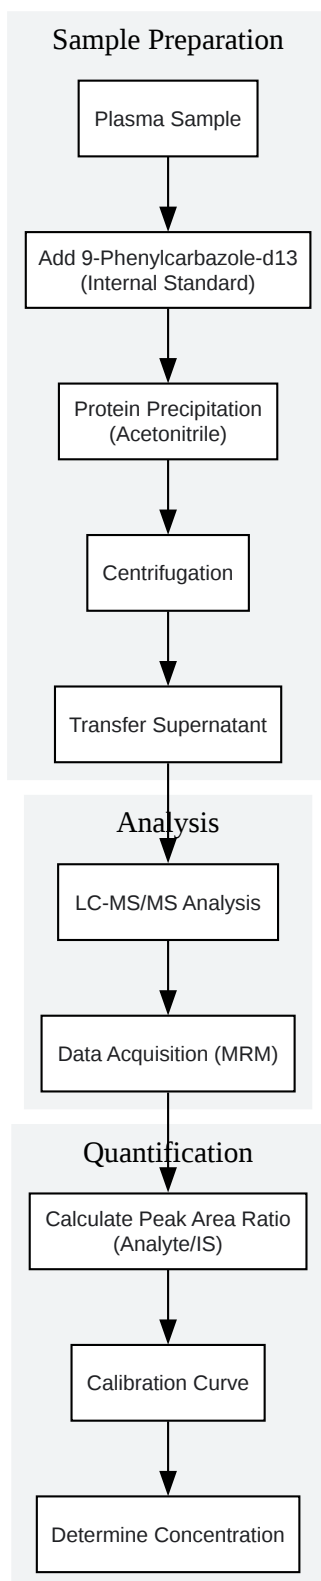 Sample Preparation
Plasma Sample
Add 9-Phenylcarbazole-d13
(Internal Standard)
Protein Precipitation
(Acetonitrile)
Centrifugation
Transfer Supernatant
Analysis
LC-MS/MS Analysis
Data Acquisition (MRM)
Quantification
Calculate Peak Area Ratio
(Analyte/IS)
Calibration Curve
Determine Concentration